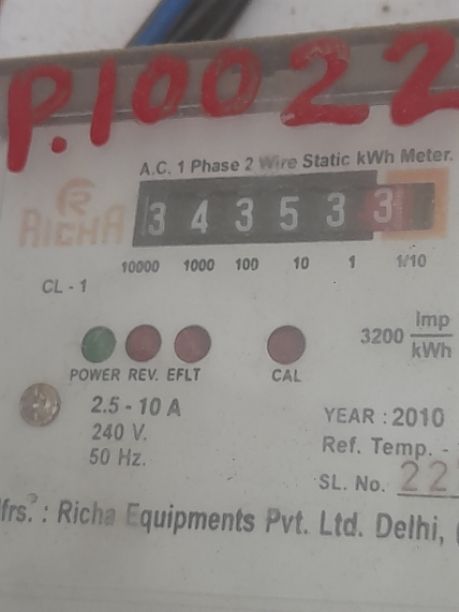 P.10022
A.C. 1 Phase 2 Wire Static kWh Meter.
RICHA
3 4 3 5 3 3
10000 1000 100 10 1 1/10
CL - 1
3200 Imp/kWh
POWER REV. EFLT CAL
2.5 - 10 A
240 V.
50 Hz.
YEAR : 2010
Ref. Temp. -
SL. No. 22
Mfrs. : Richa Equipments Pvt. Ltd. Delhi, (